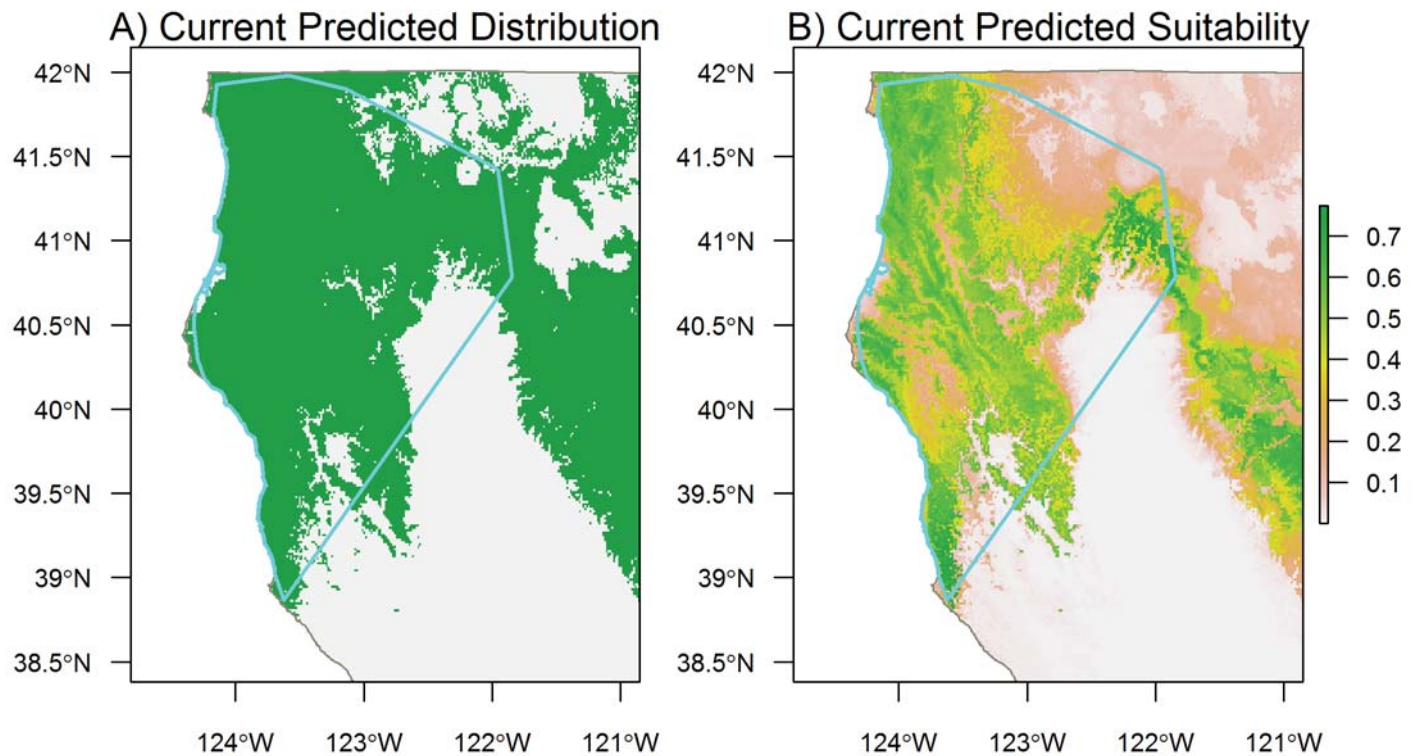 A) Current Predicted Distribution
42°N
41.5°N
41°N
40.5°N
40°N
39.5°N
39°N
38.5°N
124°W
123°W
122°W
121°W
B) Current Predicted Suitability
42°N
41.5°N
41°N
40.5°N
40°N
39.5°N
39°N
38.5°N
124°W
123°W
122°W
121°W
0.7
0.6
0.5
0.4
0.3
0.2
0.1